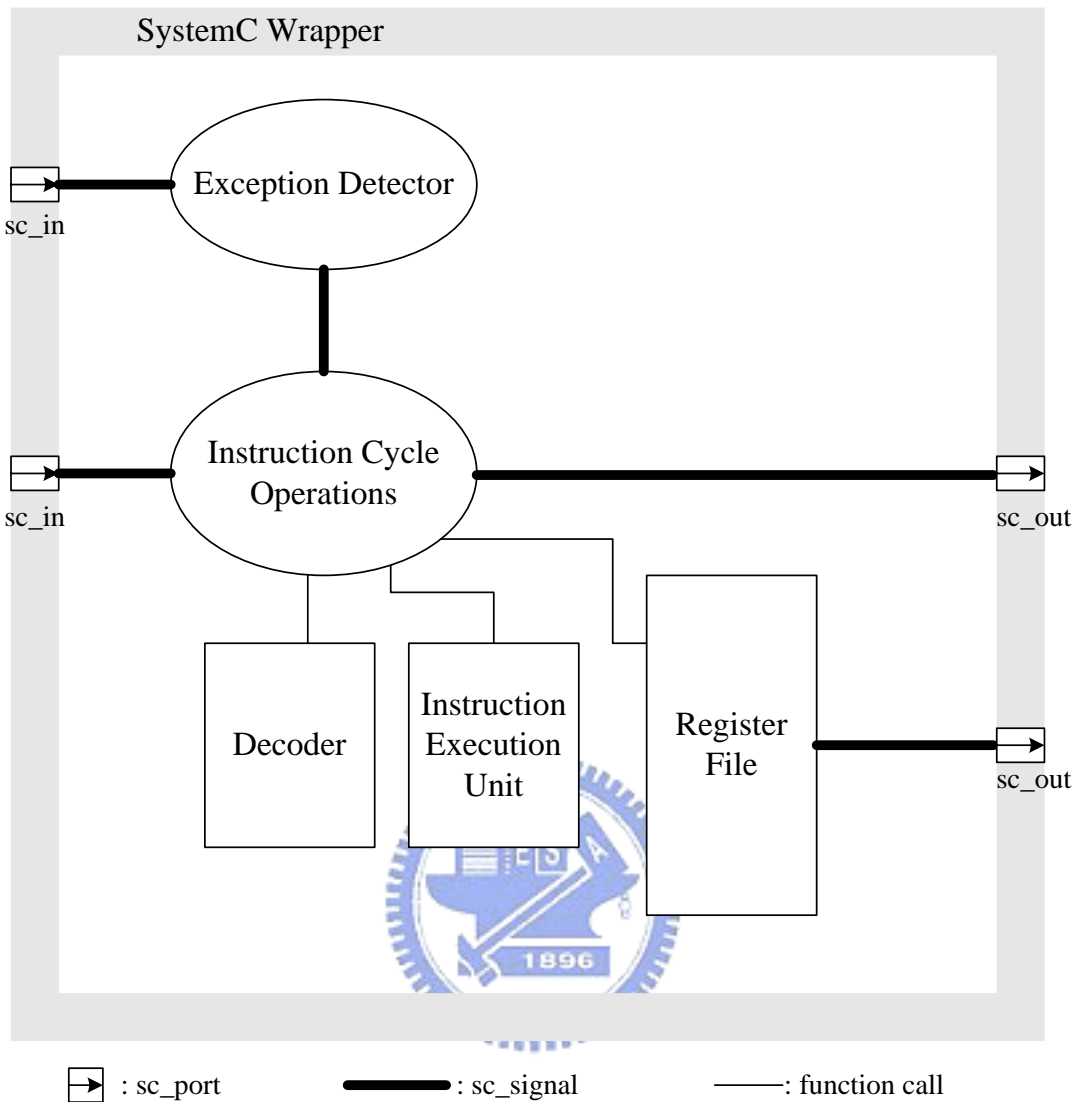 SystemC Wrapper
Exception Detector
sc_in
Instruction Cycle
Operations
sc_in
sc_out
Decoder
Instruction
Execution
Unit
Register
File
sc_out
ES A
1896
: sc_port
: sc_signal
: function call